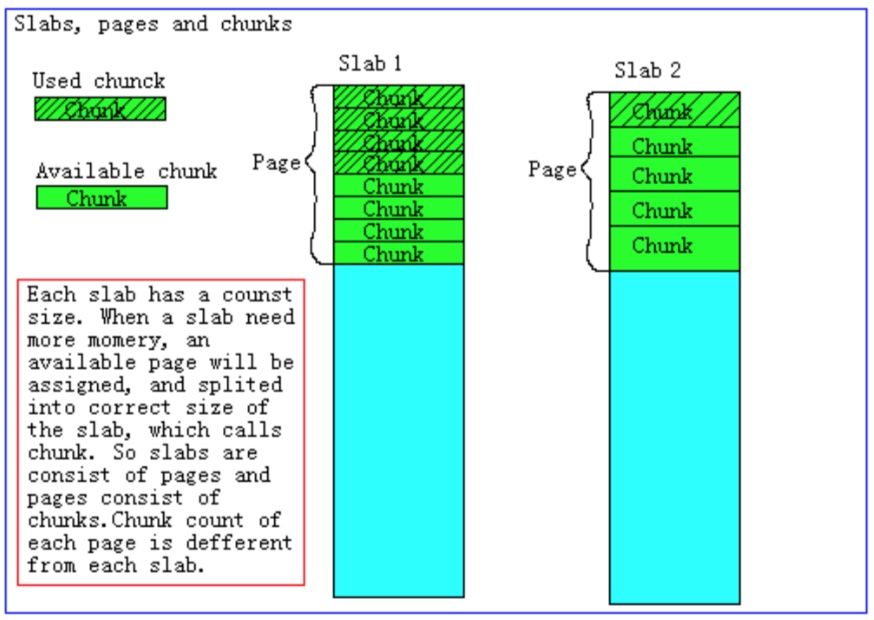 Slabs, pages and chunks
Used chunck
Chunk
Available chunk
Chunk
Slab 1
Page
Chunk
Chunk
Chunk
Chunk
Chunk
Chunk
Chunk
Chunk
Slab 2
Page
Chunk
Chunk
Chunk
Chunk
Chunk
Each slab has a counst
size. When a slab need
more momery, an
available page will be
assigned, and splited
into correct size of
the slab, which calls
chunk. So slabs are
consist of pages and
pages consist of
chunks.Chunk count of
each page is defferent
from each slab.